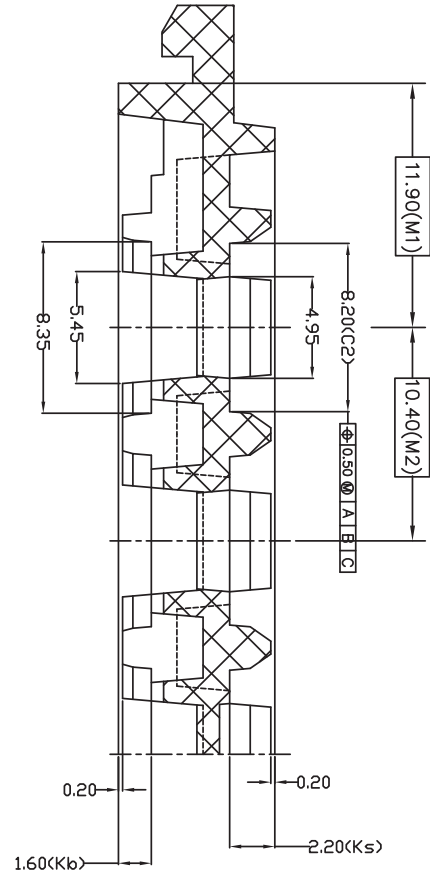 11.90(M1)
10.40(M2)
8.20(C2)
⌖ 0.50 Ⓜ A B C
4.95
5.45
8.35
0.20
0.20
2.20(Ks)
1.60(Kb)